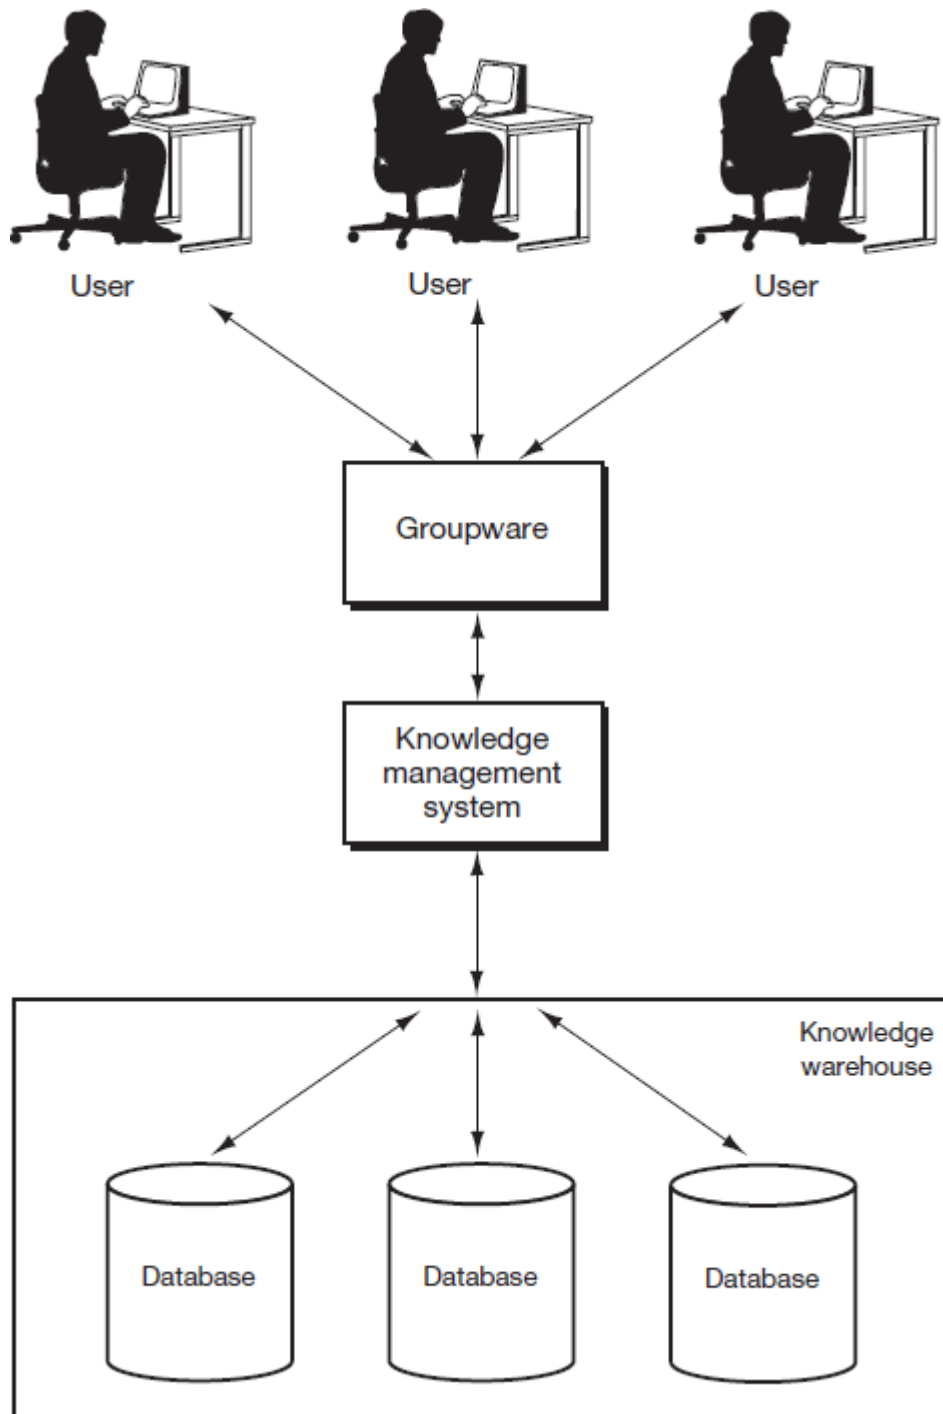 User
User
User
Groupware
Knowledge
management
system
Knowledge
warehouse
Database
Database
Database